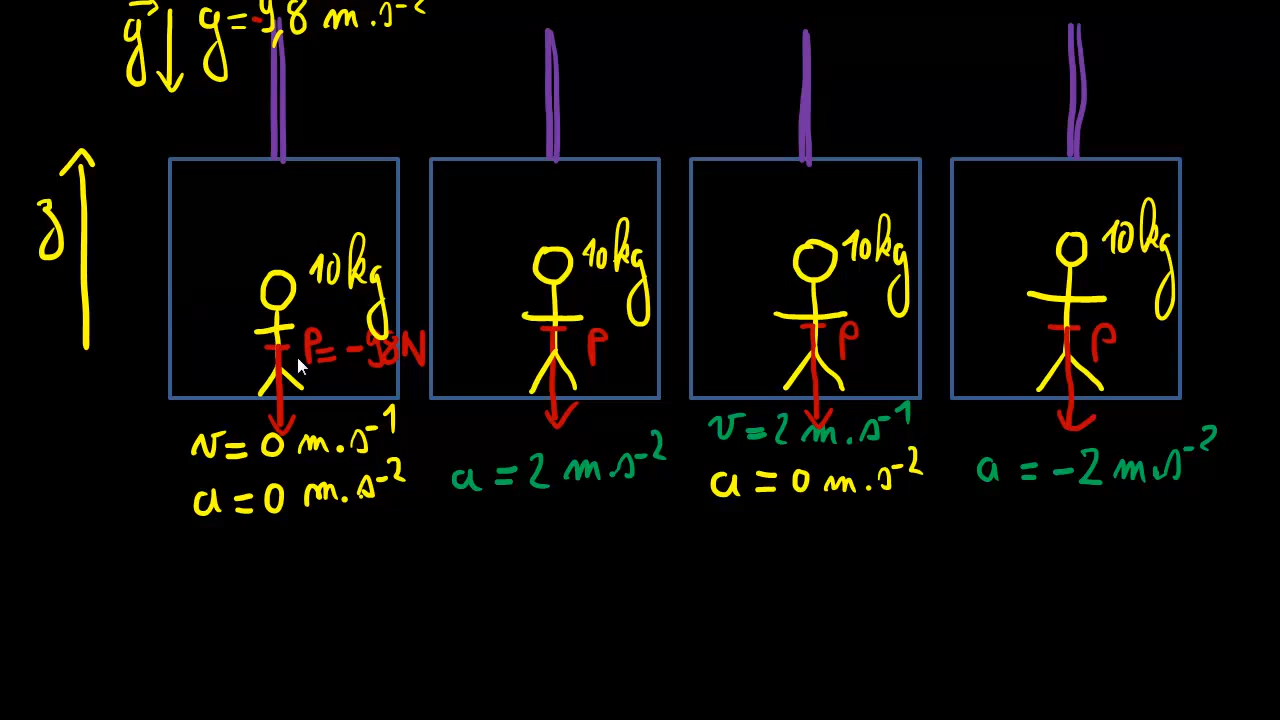 g⃗ g=-9,8 m.s⁻²
z
10kg 10kg 10kg 10kg
P=-98N P P P
v=0 m.s⁻¹ v=2 m.s⁻¹
a=2 m.s⁻² a=-2 m.s⁻²
a=0 m.s⁻² a=0 m.s⁻²